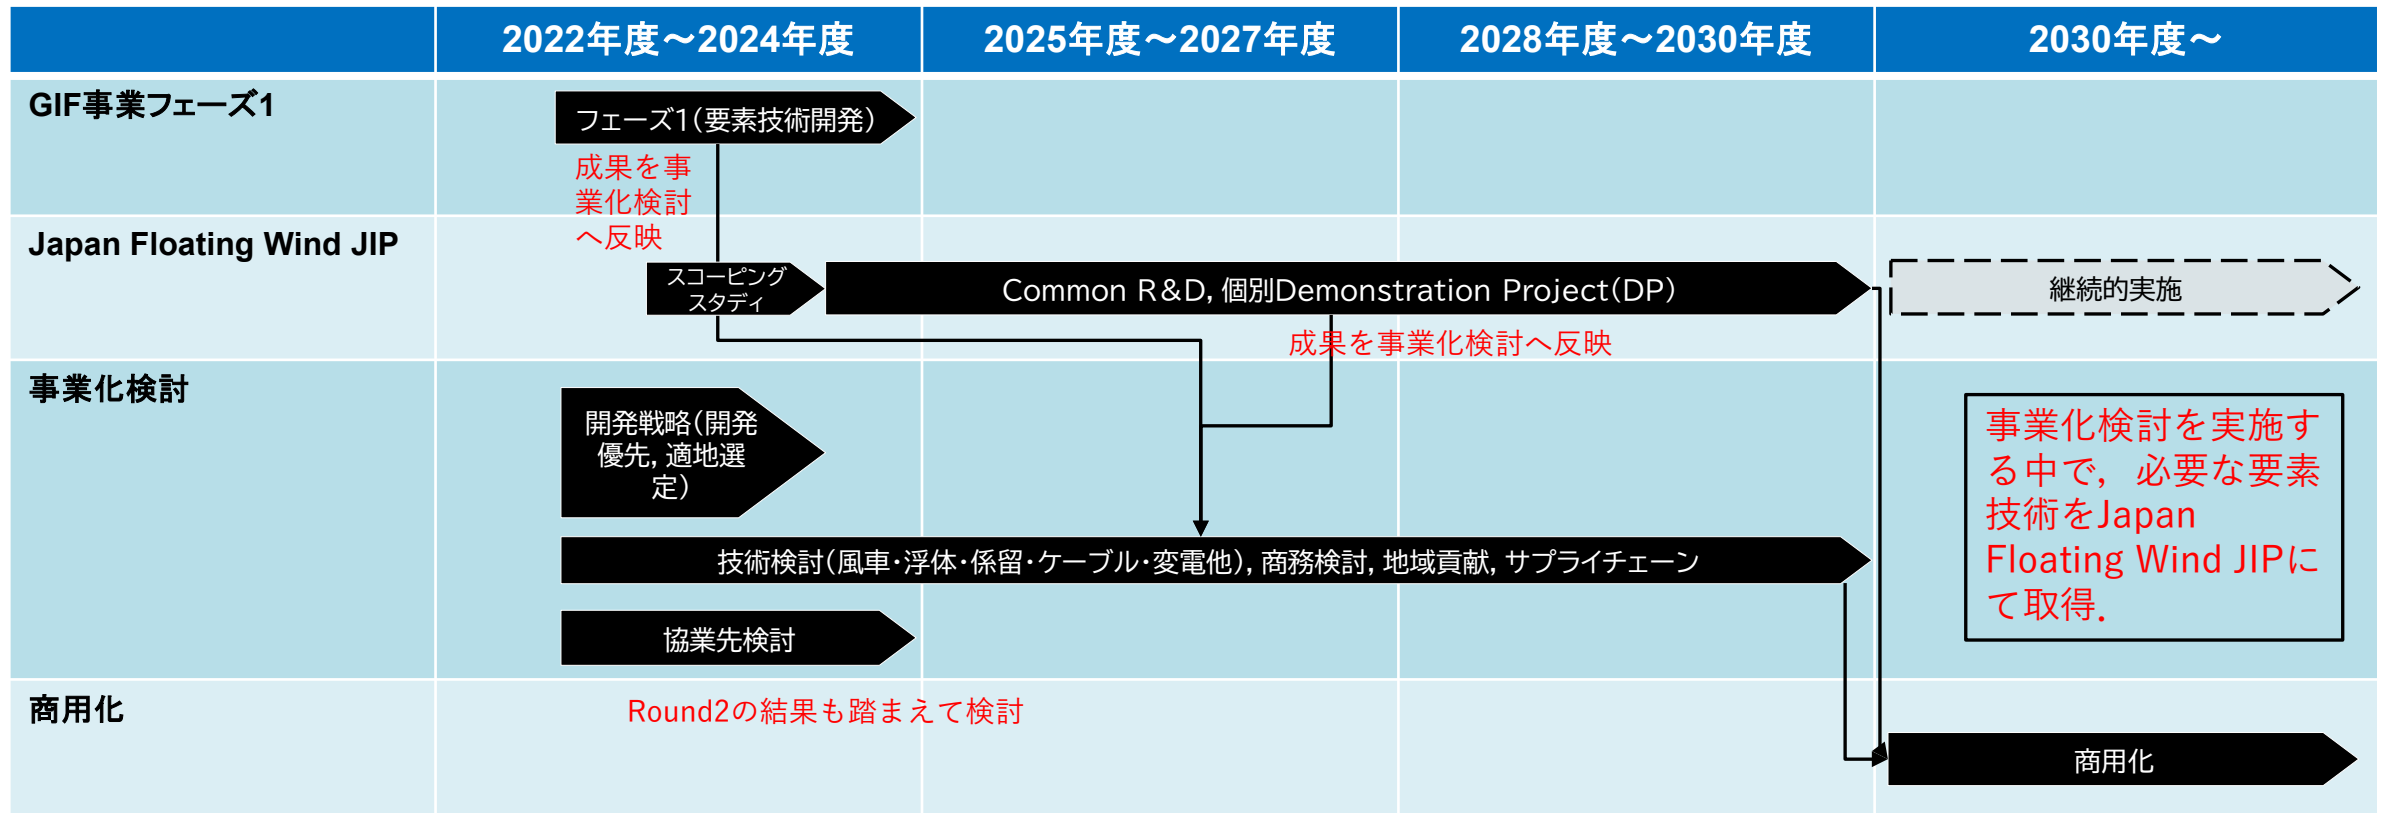 2022年度～2024年度
2025年度～2027年度
2028年度～2030年度
2030年度～
GIF事業フェーズ1
フェーズ1（要素技術開発）
成果を事
業化検討
へ反映
Japan Floating Wind JIP
スコーピング
スタディ
Common R&D，個別Demonstration Project（DP）
継続的実施
成果を事業化検討へ反映
事業化検討
開発戦略（開発
優先，適地選
定）
事業化検討を実施す
る中で，必要な要素
技術をJapan
Floating Wind JIPに
て取得．
技術検討（風車・浮体・係留・ケーブル・変電他），商務検討，地域貢献，サプライチェーン
協業先検討
商用化
Round2の結果も踏まえて検討
商用化